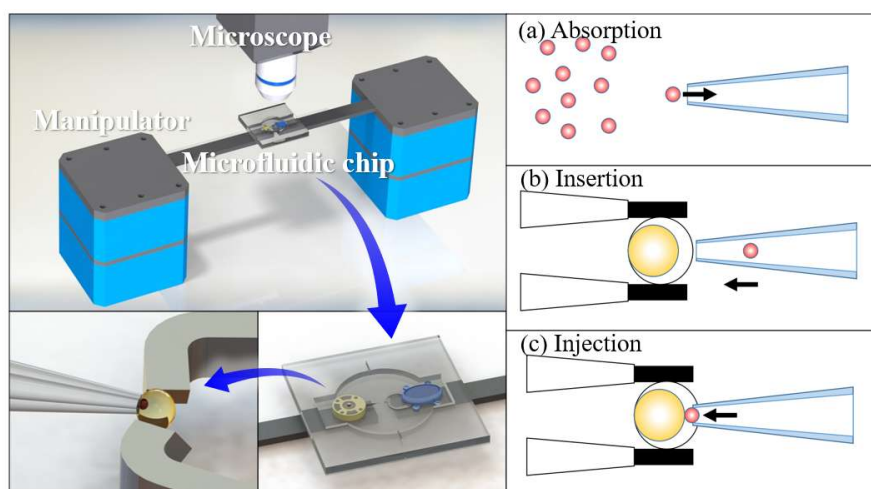 Microscope
Manipulator
Microfluidic chip
(a) Absorption
(b) Insertion
(c) Injection